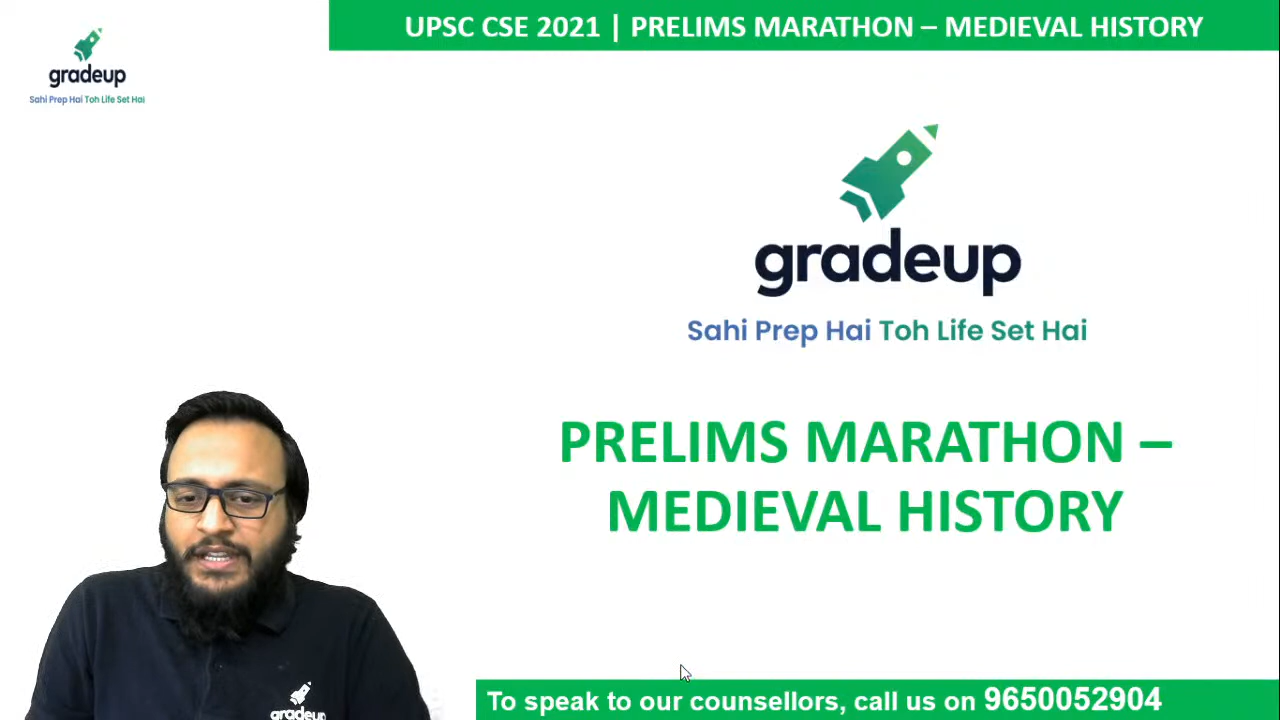 UPSC CSE 2021 | PRELIMS MARATHON – MEDIEVAL HISTORY
gradeup
Sahi Prep Hai Toh Life Set Hai
gradeup
Sahi Prep Hai Toh Life Set Hai
PRELIMS MARATHON –
MEDIEVAL HISTORY
gradeup
To speak to our counsellors, call us on 9650052904